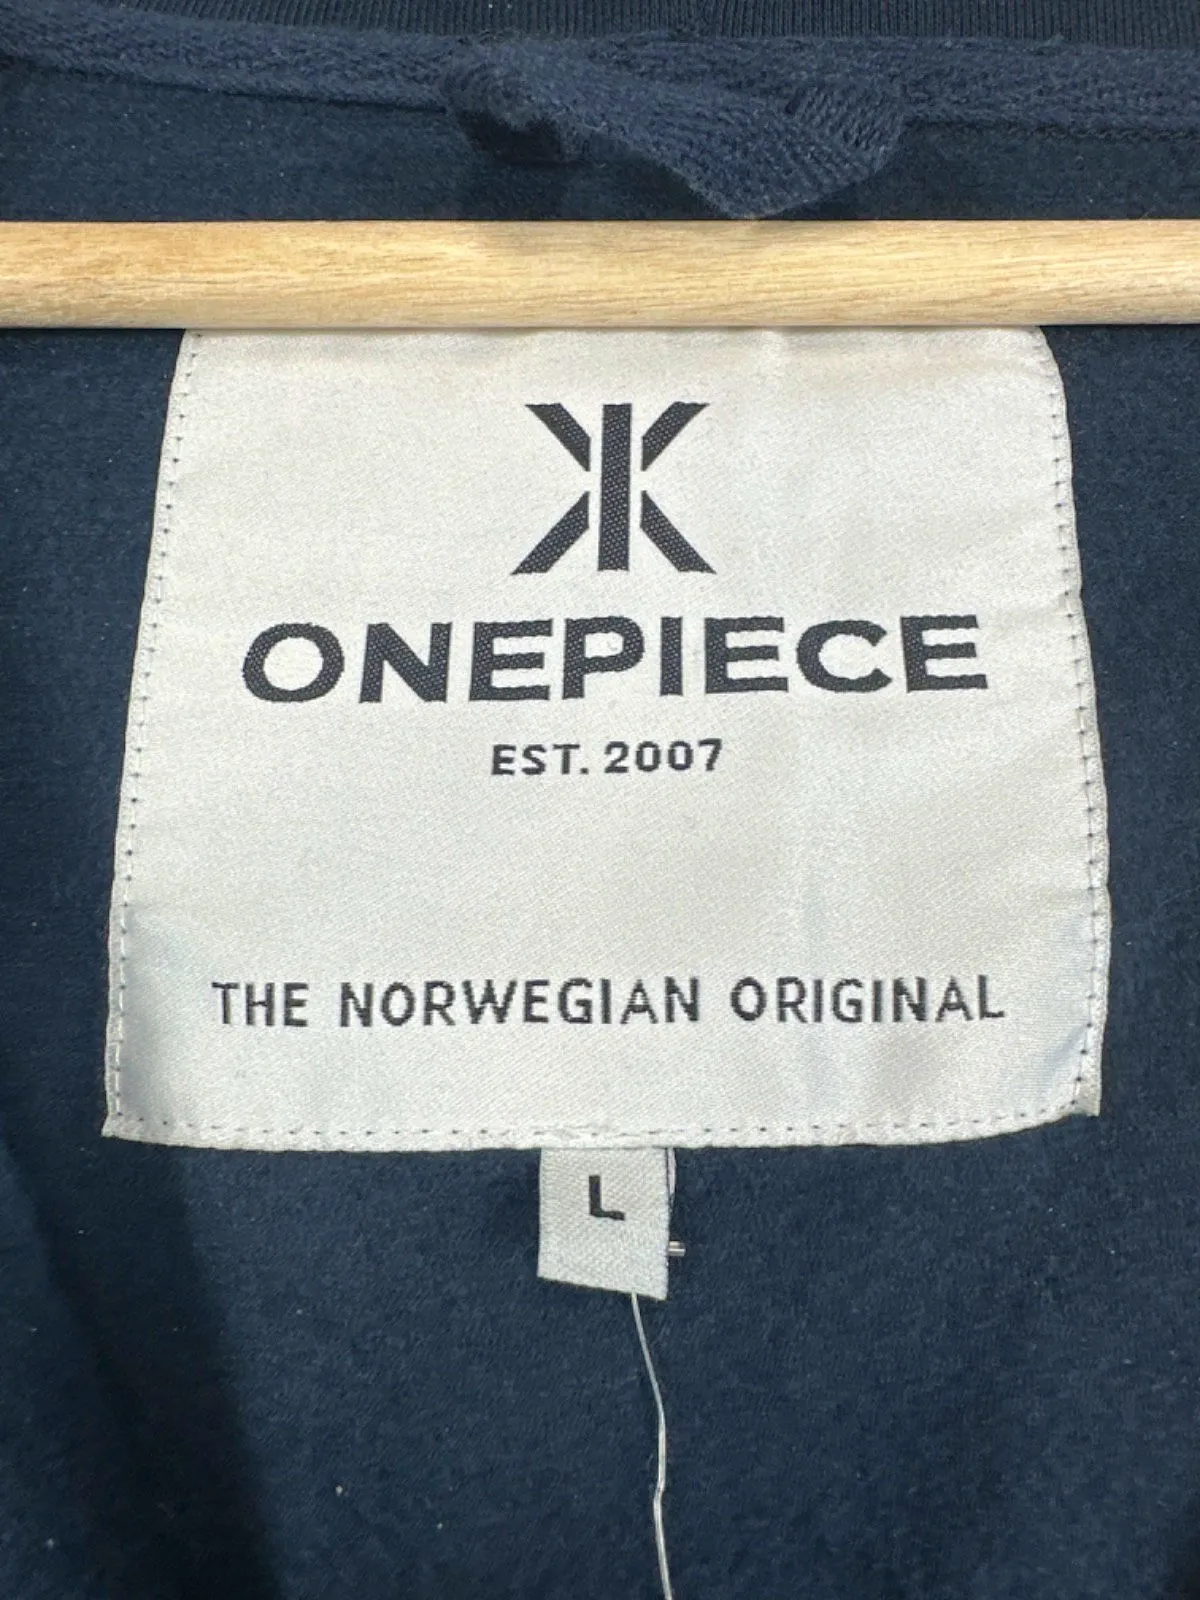 ONEPIECE
EST. 2007
THE NORWEGIAN ORIGINAL
L